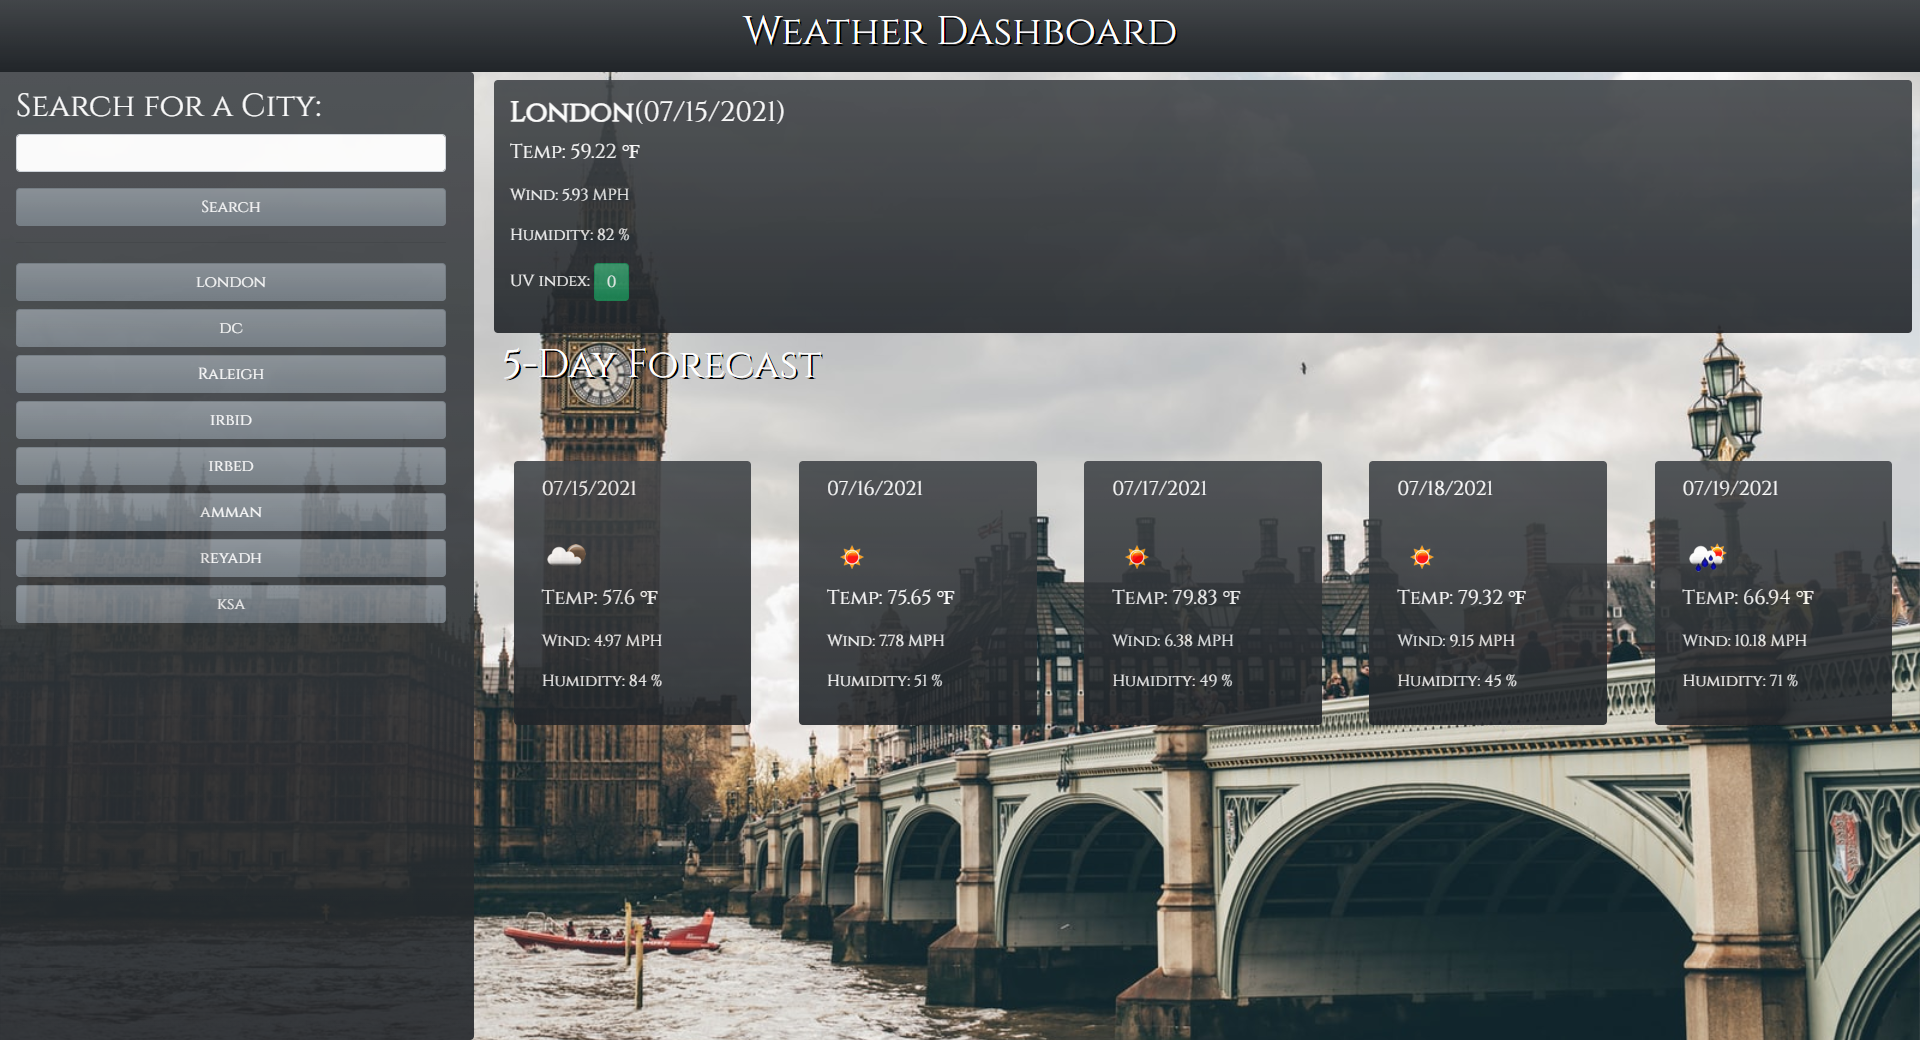 Weather Dashboard
Search for a City:
Search
london
dc
Raleigh
irbid
irbed
amman
reyadh
ksa
London(07/15/2021)
Temp: 59.22 °F
Wind: 5.93 MPH
Humidity: 82 %
UV index: 0
5-Day Forecast
07/15/2021
Temp: 57.6 °F
Wind: 4.97 MPH
Humidity: 84 %
07/16/2021
Temp: 75.65 °F
Wind: 7.78 MPH
Humidity: 51 %
07/17/2021
Temp: 79.83 °F
Wind: 6.38 MPH
Humidity: 49 %
07/18/2021
Temp: 79.32 °F
Wind: 9.15 MPH
Humidity: 45 %
07/19/2021
Temp: 66.94 °F
Wind: 10.18 MPH
Humidity: 71 %